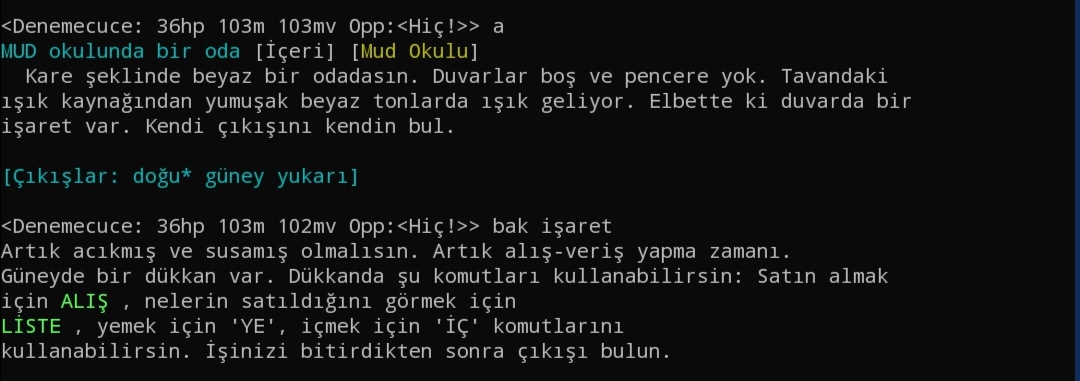 <Denemecuce: 36hp 103m 103mv Opp:<Hiç!>> a
MUD okulunda bir oda [İçeri] [Mud Okulu]
Kare şeklinde beyaz bir odadasın. Duvarlar boş ve pencere yok. Tavandaki
ışık kaynağından yumuşak beyaz tonlarda ışık geliyor. Elbette ki duvarda bir
işaret var. Kendi çıkışını kendin bul.
[Çıkışlar: doğu* güney yukarı]
<Denemecuce: 36hp 103m 102mv Opp:<Hiç!>> bak işaret
Artık acıkmış ve susamış olmalısın. Artık alış-veriş yapma zamanı.
Güneyde bir dükkan var. Dükkanda şu komutları kullanabilirsin: Satın almak
için ALIŞ , nelerin satıldığını görmek için
LİSTE , yemek için 'YE', içmek için 'İÇ' komutlarını
kullanabilirsin. İşinizi bitirdikten sonra çıkışı bulun.